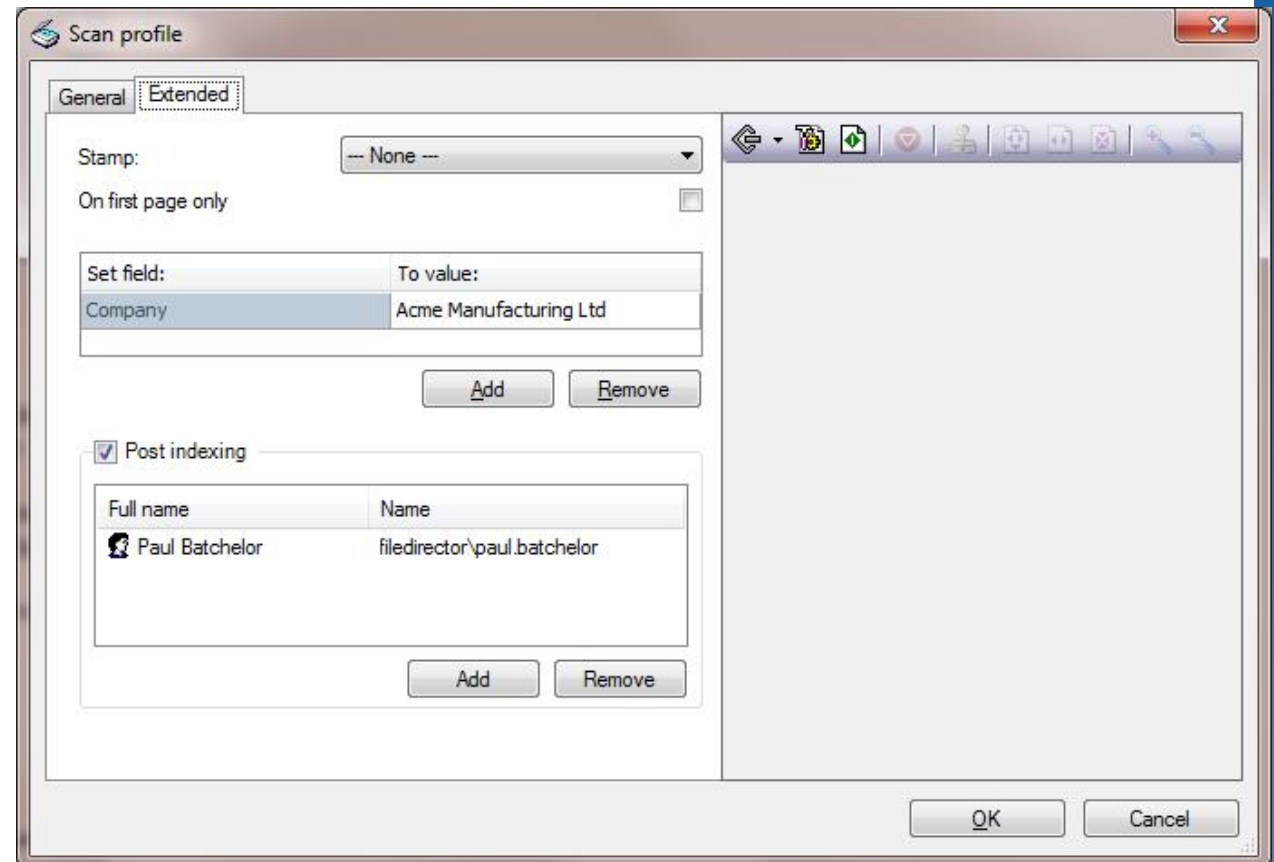 Scan profile
General Extended
Stamp: --- None ---
On first page only
Set field: To value:
Company Acme Manufacturing Ltd
Add Remove
Post indexing
Full name Name
Paul Batchelor filedirector\paul.batchelor
Add Remove
OK Cancel